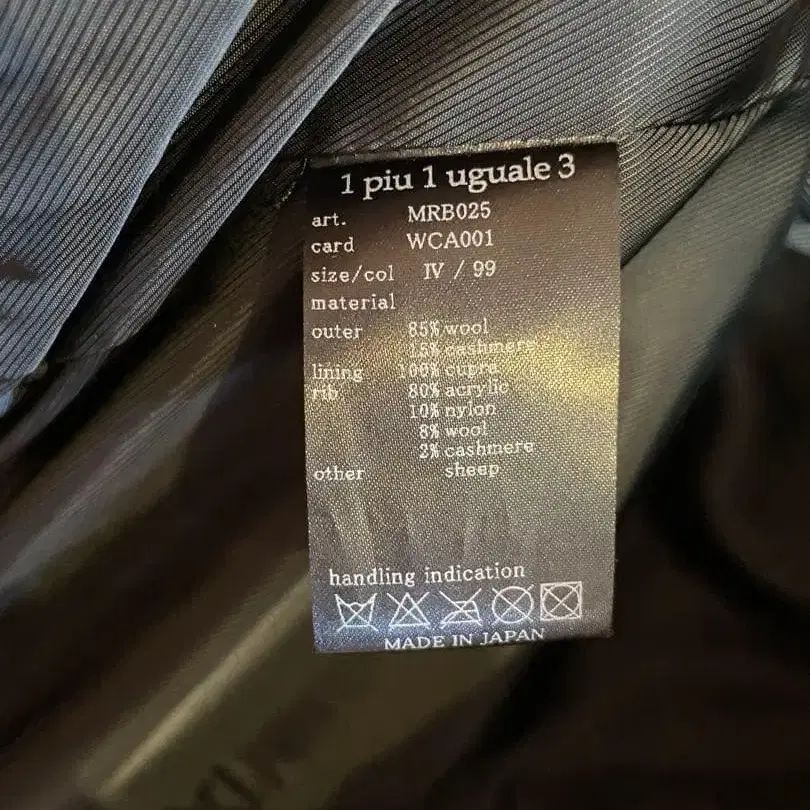 1 piu 1 uguale 3
art. MRB025
card WCA001
size/col IV / 99
material
outer 85% wool
15% cashmere
lining 100% cupra
rib 80% acrylic
10% nylon
8% wool
2% cashmere
other sheep
handling indication
MADE IN JAPAN